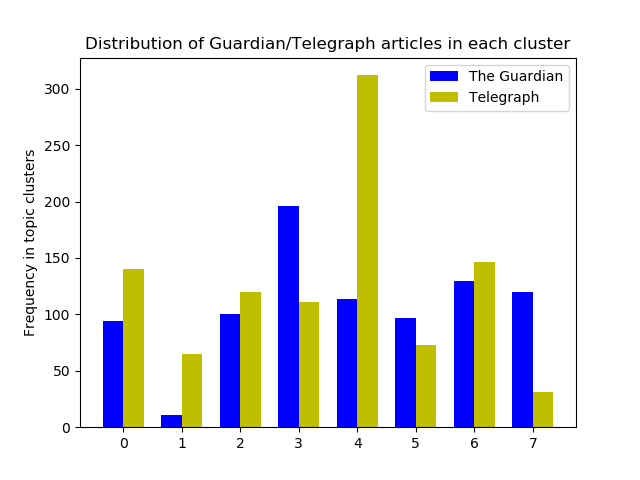 Distribution of Guardian/Telegraph articles in each cluster
The Guardian
Telegraph
Frequency in topic clusters
300
250
200
150
100
50
0
0 1 2 3 4 5 6 7